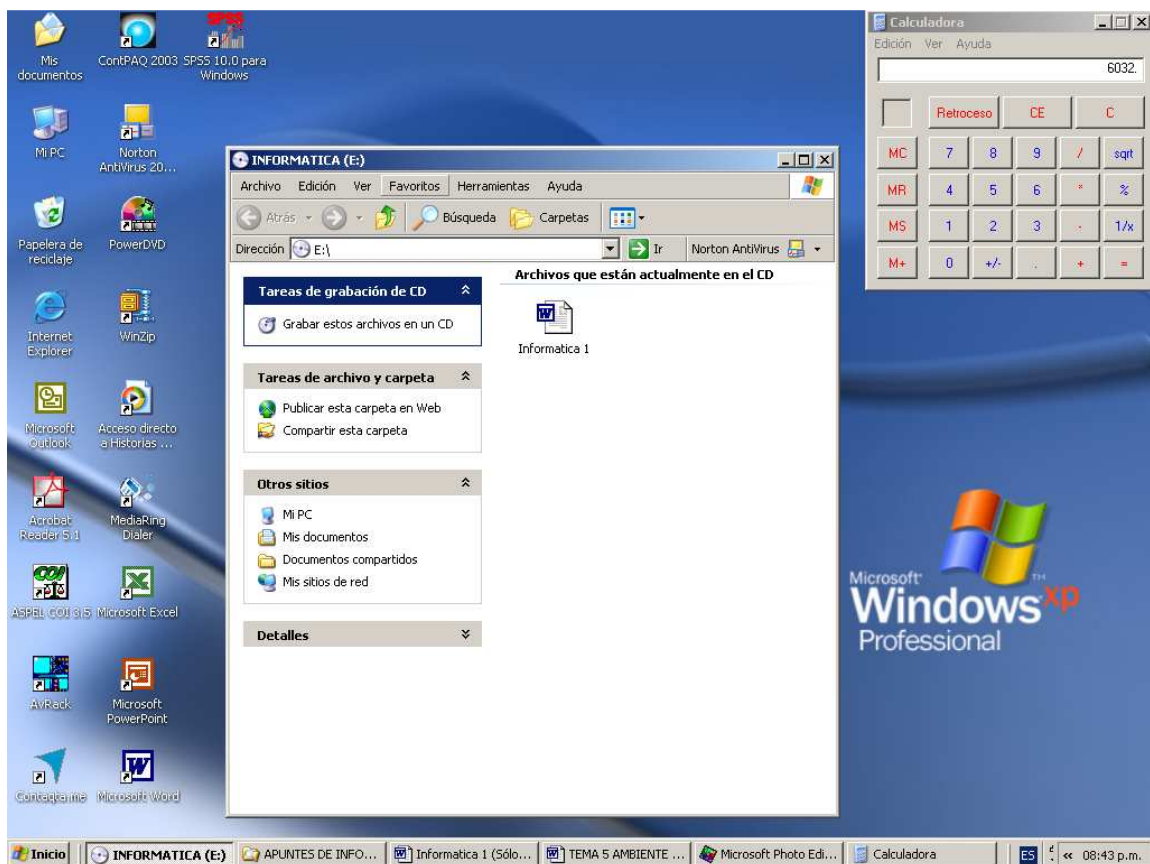 Mis
documentos
ContPAQ 2003
SPSS
SPSS 10.0 para
Windows
Mi PC
Norton
AntiVirus 20...
Papelera de
reciclaje
PowerDVD
Internet
Explorer
WinZip
Microsoft
Outlook
Acceso directo
a Historias ...
Acrobat
Reader 5.1
MediaRing
Dialer
COI
ASPEL COI 3.5
Microsoft Excel
AvRack
Microsoft
PowerPoint
Microsoft Word
INFORMATICA (E:)
Archivo Edición Ver Favoritos Herramientas Ayuda
Atrás Búsqueda Carpetas
Dirección E:\ Ir Norton AntiVirus
Tareas de grabación de CD
Grabar estos archivos en un CD
Tareas de archivo y carpeta
Publicar esta carpeta en Web
Compartir esta carpeta
Otros sitios
Mi PC
Mis documentos
Documentos compartidos
Mis sitios de red
Detalles
Archivos que están actualmente en el CD
Informatica 1
Calculadora
Edición Ver Ayuda
6032.
Retroceso CE C
MC 7 8 9 / sqrt
MR 4 5 6 * %
MS 1 2 3 - 1/x
M+ 0 +/- . + =
Microsoft
Windows xp
TM
Professional
Inicio INFORMATICA (E:) APUNTES DE INFO... Informatica 1 (Sólo... TEMA 5 AMBIENTE ... Microsoft Photo Edi... Calculadora ES « 08:43 p.m.